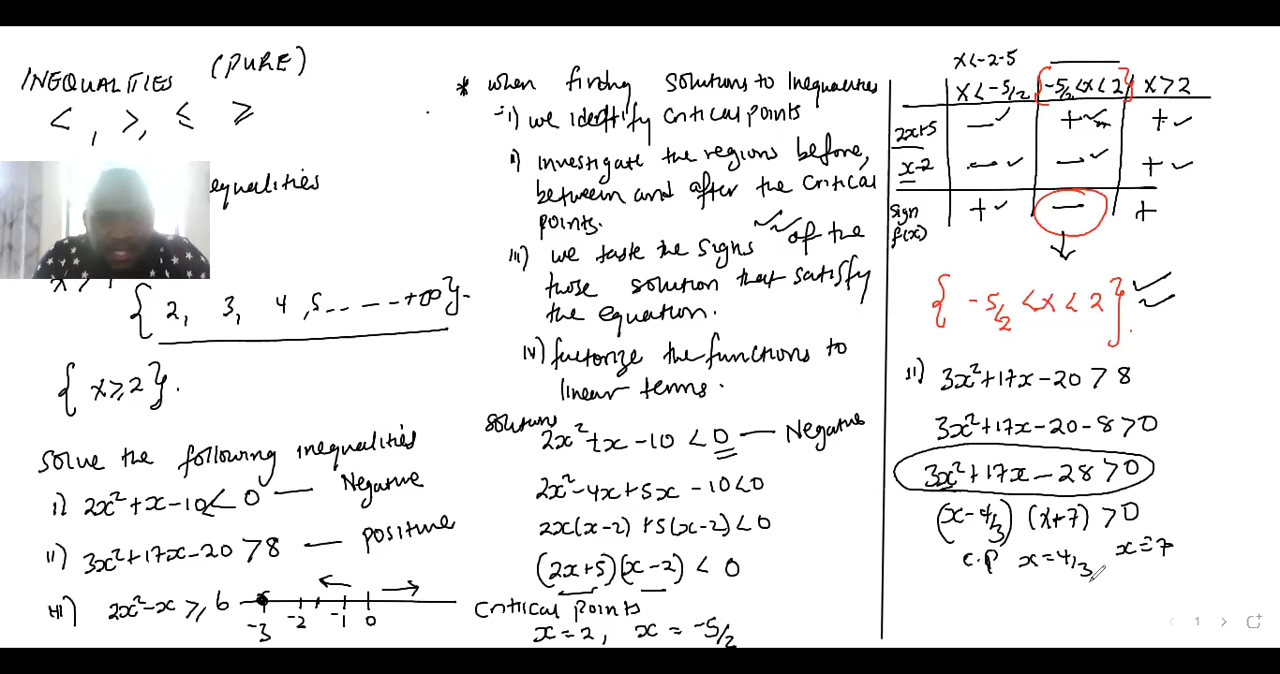 INEQUALITIES (PURE)
< , >, ≤ ≥
equalities
{ 2, 3, 4, 5... - - - +∞ }.
{ x ≥ 2 }.
Solve the following inequalities
i) 2x² + x - 10 < 0 — Negative
ii) 3x² + 17x - 20 > 8 — positive
iii) 2x² - x ≥ 6
-3 -2 -1 0
* when finding solutions to Inequalities
i) we identify critical points
ii) investigate the regions before,
between and after the critical
points.
iii) we taste the signs of the
those solution that satisfy
the equation.
iv) factorize the functions to
linear terms.
Solutions
2x² + x - 10 < 0 — Negative
2x² - 4x + 5x - 10 < 0
2x(x - 2) + 5(x - 2) < 0
(2x + 5)(x - 2) < 0
Critical points
x = 2, x = -5/2
x < -2.5
x < -5/2 {-5/2 < x < 2} x > 2
2x+5 — + +
x-2 — — +
sign f(x) + — +
{ -5/2 < x < 2 }.
ii) 3x² + 17x - 20 > 8
3x² + 17x - 20 - 8 > 0
3x² + 17x - 28 > 0
(x - 4/3) (x + 7) > 0
c.p x = 4/3, x = -7
1